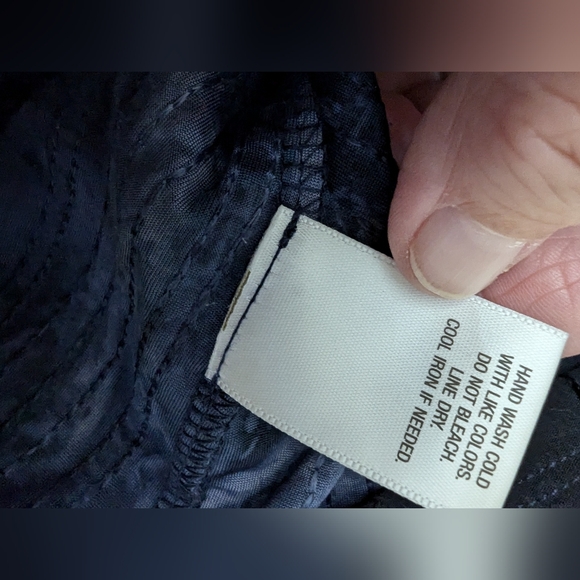 HAND WASH COLD
WITH LIKE COLORS.
DO NOT BLEACH.
LINE DRY.
COOL IRON IF NEEDED.